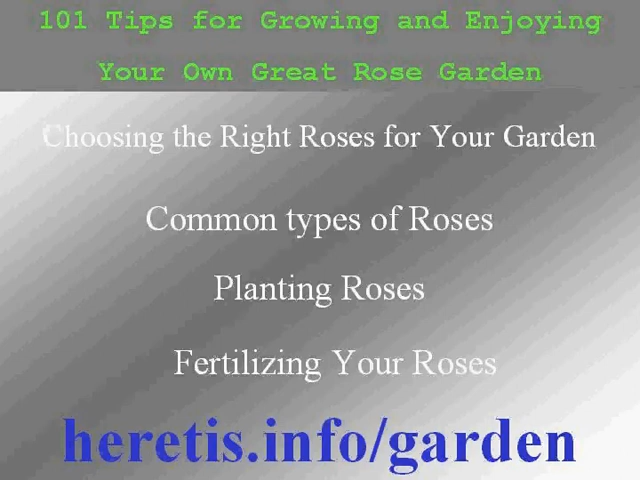 101 Tips for Growing and Enjoying
Your Own Great Rose Garden
Choosing the Right Roses for Your Garden
Common types of Roses
Planting Roses
Fertilizing Your Roses
heretis.info/garden